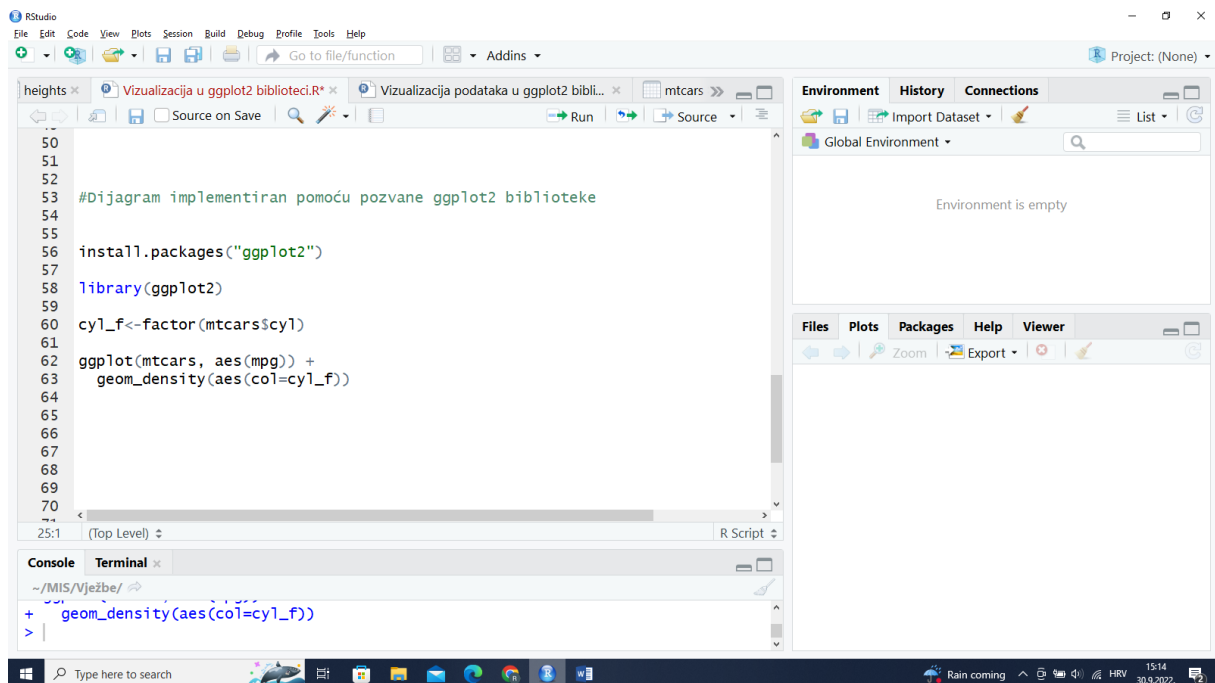 RStudio
File Edit Code View Plots Session Build Debug Profile Tools Help
Go to file/function Addins Project: (None)
heights Vizualizacija u ggplot2 biblioteci.R* Vizualizacija podataka u ggplot2 bibli... mtcars
Source on Save Run Source
50
51
52
53 #Dijagram implementiran pomoću pozvane ggplot2 biblioteke
54
55
56 install.packages("ggplot2")
57
58 library(ggplot2)
59
60 cyl_f<-factor(mtcars$cyl)
61
62 ggplot(mtcars, aes(mpg)) +
63 geom_density(aes(col=cyl_f))
64
65
66
67
68
69
70
25:1 (Top Level) R Script
Console Terminal
~/MIS/Vježbe/
+ geom_density(aes(col=cyl_f))
>
Environment History Connections
Import Dataset List
Global Environment
Environment is empty
Files Plots Packages Help Viewer
Zoom Export
Type here to search Rain coming HRV 15:14
30.9.2022. 2